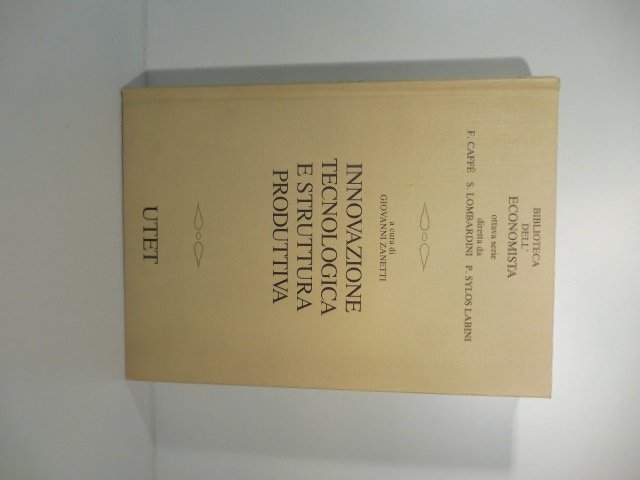 BIBLIOTECA
DELL'
ECONOMISTA
ottava serie
diretta da
F. CAFFÈ S. LOMBARDINI P. SYLOS LABINI
a cura di
GIOVANNI ZANETTI
INNOVAZIONE
TECNOLOGICA
E STRUTTURA
PRODUTTIVA
UTET